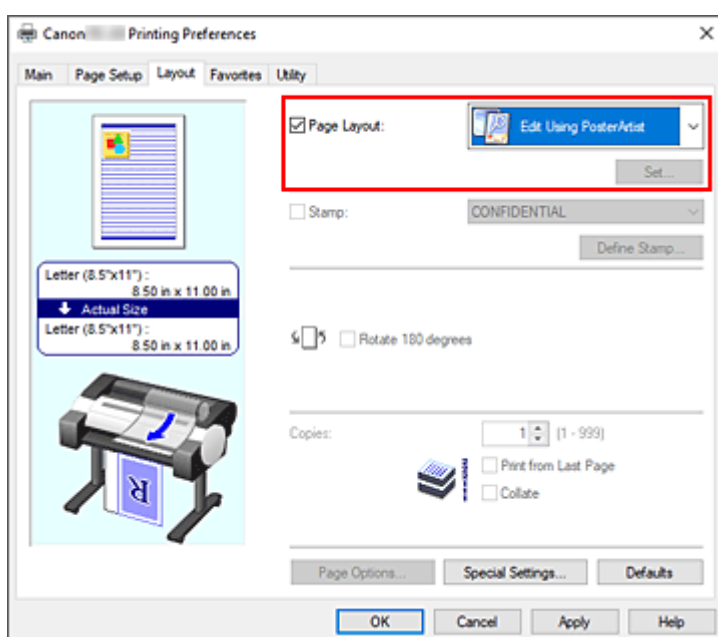 Canon Printing Preferences
Main Page Setup Layout Favorites Utility
Page Layout: Edit Using PosterArtist
Set...
Stamp: CONFIDENTIAL
Define Stamp...
Letter (8.5"x11") :
8.50 in x 11.00 in
Actual Size
Letter (8.5"x11") :
8.50 in x 11.00 in
Rotate 180 degrees
Copies: 1 (1 - 999)
Print from Last Page
Collate
R
Page Options... Special Settings... Defaults
OK Cancel Apply Help